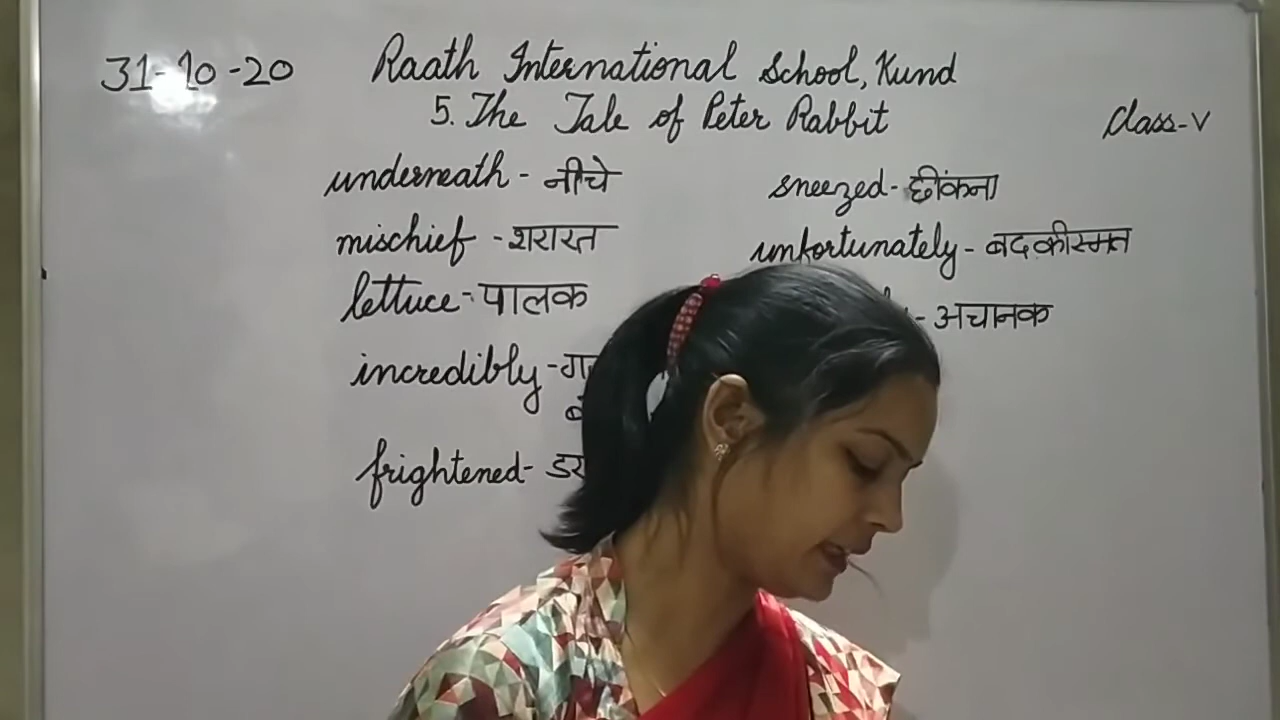 31-10-20 Raath International School, Kund
5. The Tale of Peter Rabbit Class-V
underneath - नीचे
mischief - शरारत
lettuce - पालक
incredibly -
frightened -
sneezed - छींकना
unfortunately - बदकीस्मत
- अचानक